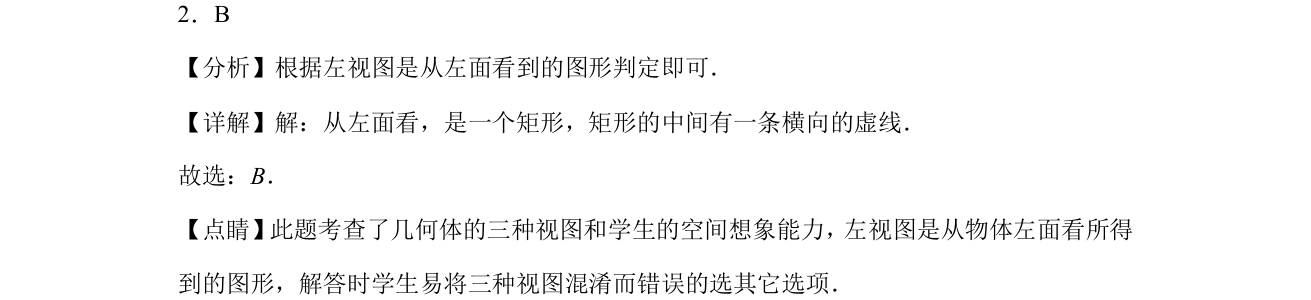 2．B
【分析】根据左视图是从左面看到的图形判定即可．
【详解】解：从左面看，是一个矩形，矩形的中间有一条横向的虚线．
故选：B．
【点睛】此题考查了几何体的三种视图和学生的空间想象能力，左视图是从物体左面看所得
到的图形，解答时学生易将三种视图混淆而错误的选其它选项．